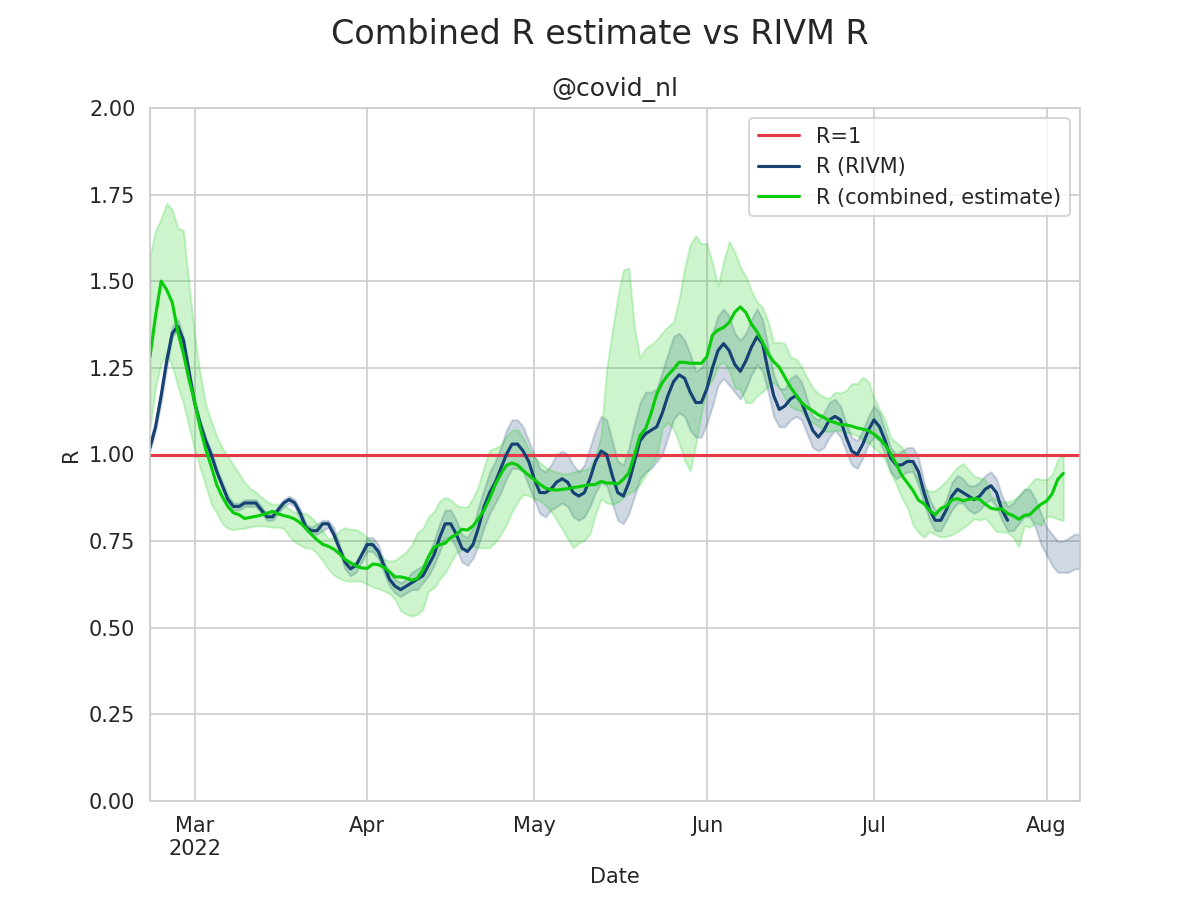 Combined R estimate vs RIVM R
@covid_nl
R=1
R (RIVM)
R (combined, estimate)
2.00
1.75
1.50
1.25
1.00
0.75
0.50
0.25
0.00
R
Mar Apr May Jun Jul Aug
2022
Date